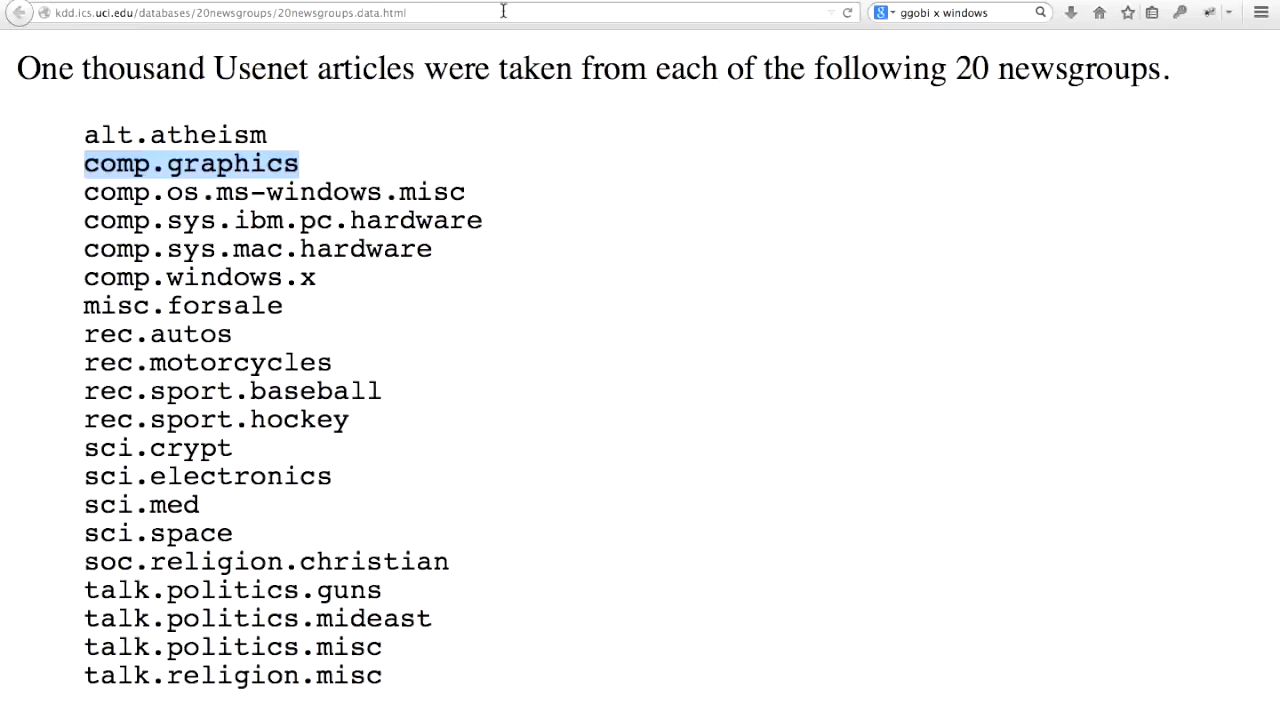 kdd.ics.uci.edu/databases/20newsgroups/20newsgroups.data.html
ggobi x windows
One thousand Usenet articles were taken from each of the following 20 newsgroups.
alt.atheism
comp.graphics
comp.os.ms-windows.misc
comp.sys.ibm.pc.hardware
comp.sys.mac.hardware
comp.windows.x
misc.forsale
rec.autos
rec.motorcycles
rec.sport.baseball
rec.sport.hockey
sci.crypt
sci.electronics
sci.med
sci.space
soc.religion.christian
talk.politics.guns
talk.politics.mideast
talk.politics.misc
talk.religion.misc